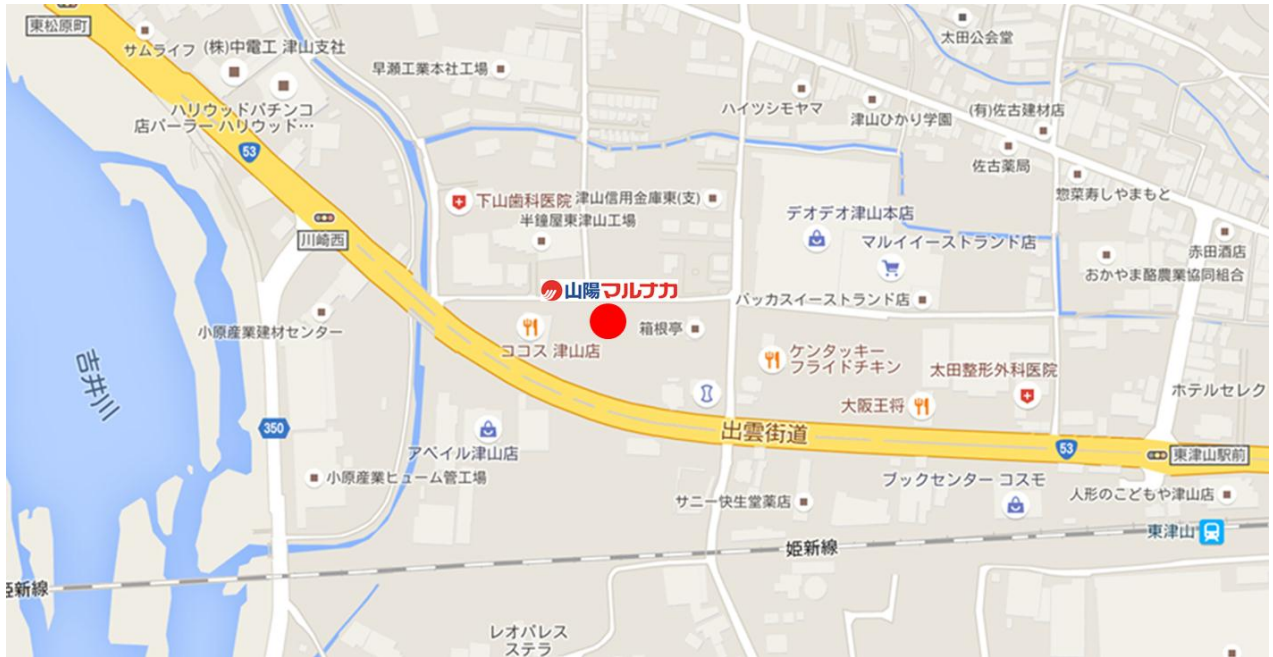 東松原町
サムライフ
(株)中電工 津山支社
ハリウッドパチンコ
店パーラー ハリウッド…
早瀬工業本社工場
太田公会堂
ハイツシモヤマ
津山ひかり学園
(有)佐古建材店
佐古薬局
惣菜寿しやまもと
53
下山歯科医院
津山信用金庫東(支)
半鐘屋東津山工場
デオデオ津山本店
マルイイーストランド店
赤田酒店
おかやま酪農業協同組合
川崎西
山陽マルナカ
バッカスイーストランド店
小原産業建材センター
ココス 津山店
箱根亭
ケンタッキー
フライドチキン
太田整形外科医院
吉井川
大阪王将
ホテルセレク
350
アベイル津山店
出雲街道
53
東津山駅前
小原産業ヒューム管工場
サニー快生堂薬店
ブックセンター コスモ
人形のこどもや津山店
東津山
姫新線
姫新線
レオパレス
ステラ